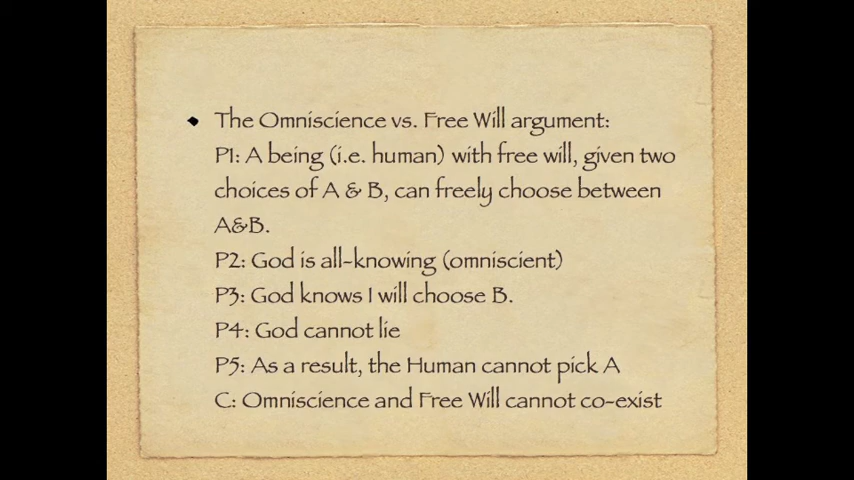 The Omniscience vs. Free Will argument:
P1: A being (i.e. human) with free will, given two
choices of A & B, can freely choose between
A&B.
P2: God is all-knowing (omniscient)
P3: God knows I will choose B.
P4: God cannot lie
P5: As a result, the Human cannot pick A
C: Omniscience and Free Will cannot co-exist